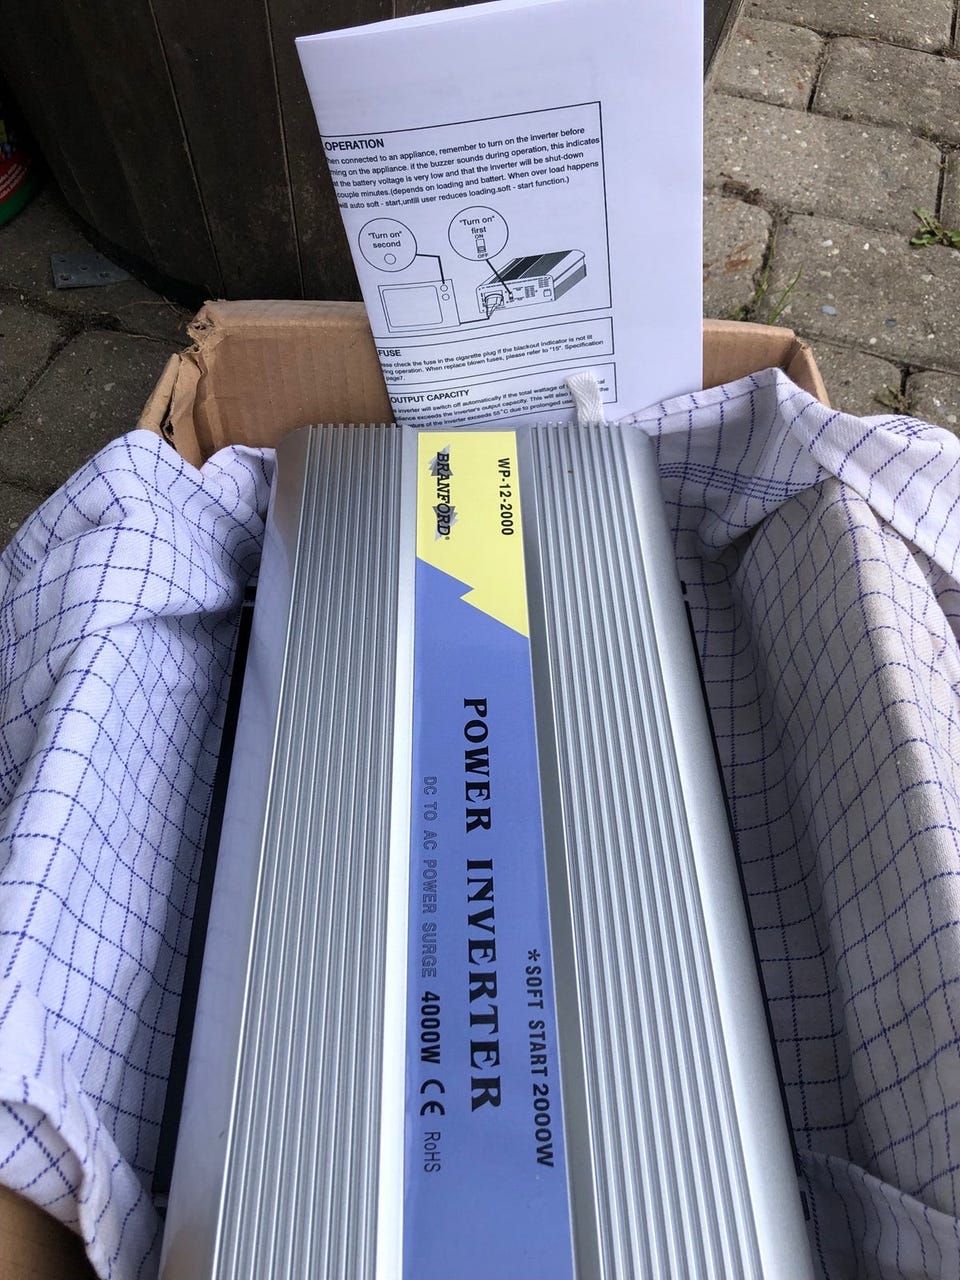 OPERATION
en connected to an appliance, remember to turn on the inverter before
ning on the appliance. if the buzzer sounds during operation, this indicates
t the battery voltage is very low and that the inverter will be shut-down
couple minutes.(depends on loading and battert. When over load happens
will auto soft - start,untill user reduces loading.soft - start function.)
"Turn on"
second
"Turn on"
first
ON
OFF
FUSE
ase check the fuse in the cigarette plug if the blackout indicator is not lit
ring operation. When replace blown fuses, please refer to "15". Specification
page7.
OUTPUT CAPACITY
inverter will switch off automatically if the total wattage of
pliance exceeds the inverters output capacity. This will also
ature of the inverter exceeds 55°C due to prolonged use.
BRANFORD®
WP-12-2000
POWER INVERTER
DC TO AC POWER SURGE 4000W CE RoHS
*SOFT START 2000W